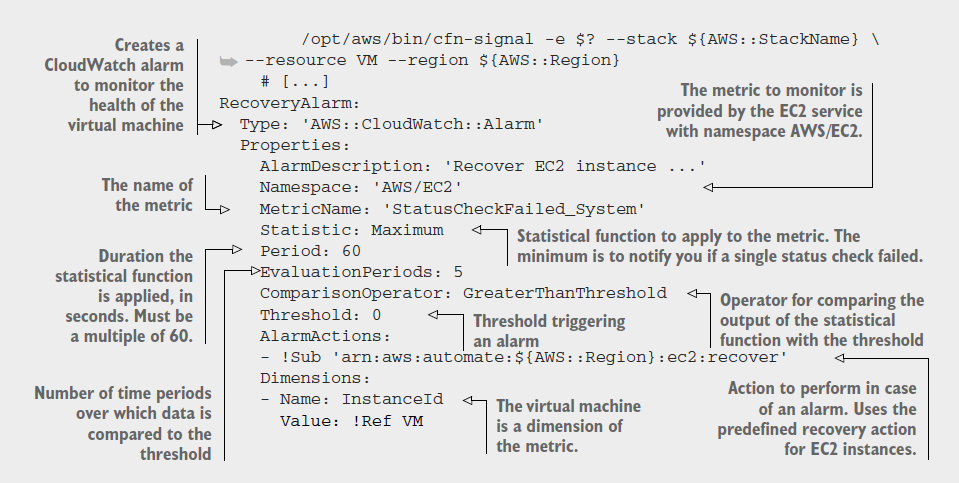 /opt/aws/bin/cfn-signal -e $? --stack ${AWS::StackName} \
--resource VM --region ${AWS::Region}
# [...]
RecoveryAlarm:
Type: 'AWS::CloudWatch::Alarm'
Properties:
AlarmDescription: 'Recover EC2 instance ...'
Namespace: 'AWS/EC2'
MetricName: 'StatusCheckFailed_System'
Statistic: Maximum
Period: 60
EvaluationPeriods: 5
ComparisonOperator: GreaterThanThreshold
Threshold: 0
AlarmActions:
- !Sub 'arn:aws:automate:${AWS::Region}:ec2:recover'
Dimensions:
- Name: InstanceId
Value: !Ref VM
Creates a
CloudWatch alarm
to monitor the
health of the
virtual machine
The metric to monitor is
provided by the EC2 service
with namespace AWS/EC2.
The name of
the metric
Statistical function to apply to the metric. The
minimum is to notify you if a single status check failed.
Duration the
statistical function
is applied, in
seconds. Must be
a multiple of 60.
Operator for comparing the
output of the statistical
function with the threshold
Threshold triggering
an alarm
Number of time periods
over which data is
compared to the
threshold
The virtual machine
is a dimension of
the metric.
Action to perform in case
of an alarm. Uses the
predefined recovery action
for EC2 instances.